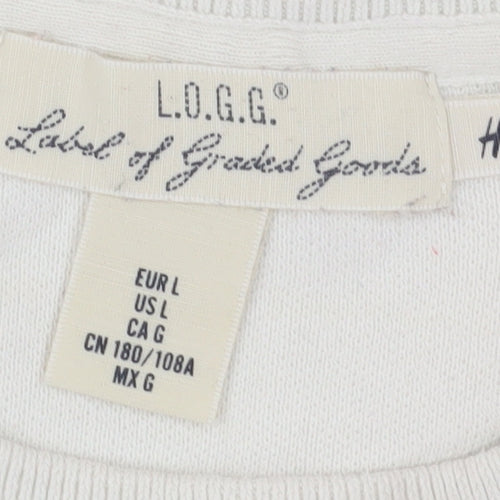 L.O.G.G.®
Label of Graded Goods
H
EUR L
US L
CA G
CN 180/108A
MX G